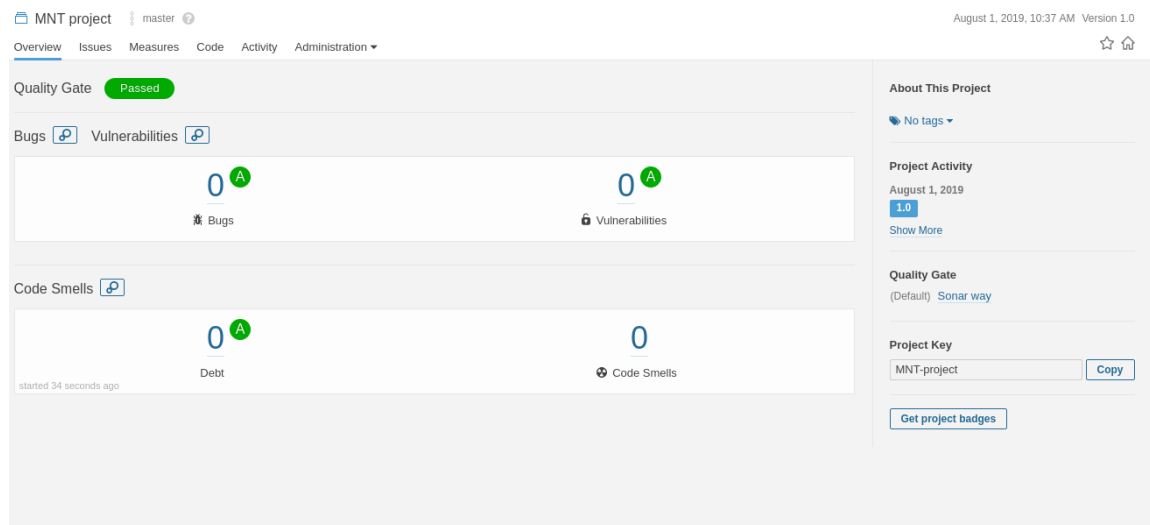 MNT project master ? August 1, 2019, 10:37 AM Version 1.0
Overview Issues Measures Code Activity Administration
Quality Gate Passed
Bugs Vulnerabilities
0 A 0 A
Bugs Vulnerabilities
Code Smells
0 A 0
Debt Code Smells
started 34 seconds ago
About This Project
No tags
Project Activity
August 1, 2019
1.0
Show More
Quality Gate
(Default) Sonar way
Project Key
MNT-project Copy
Get project badges